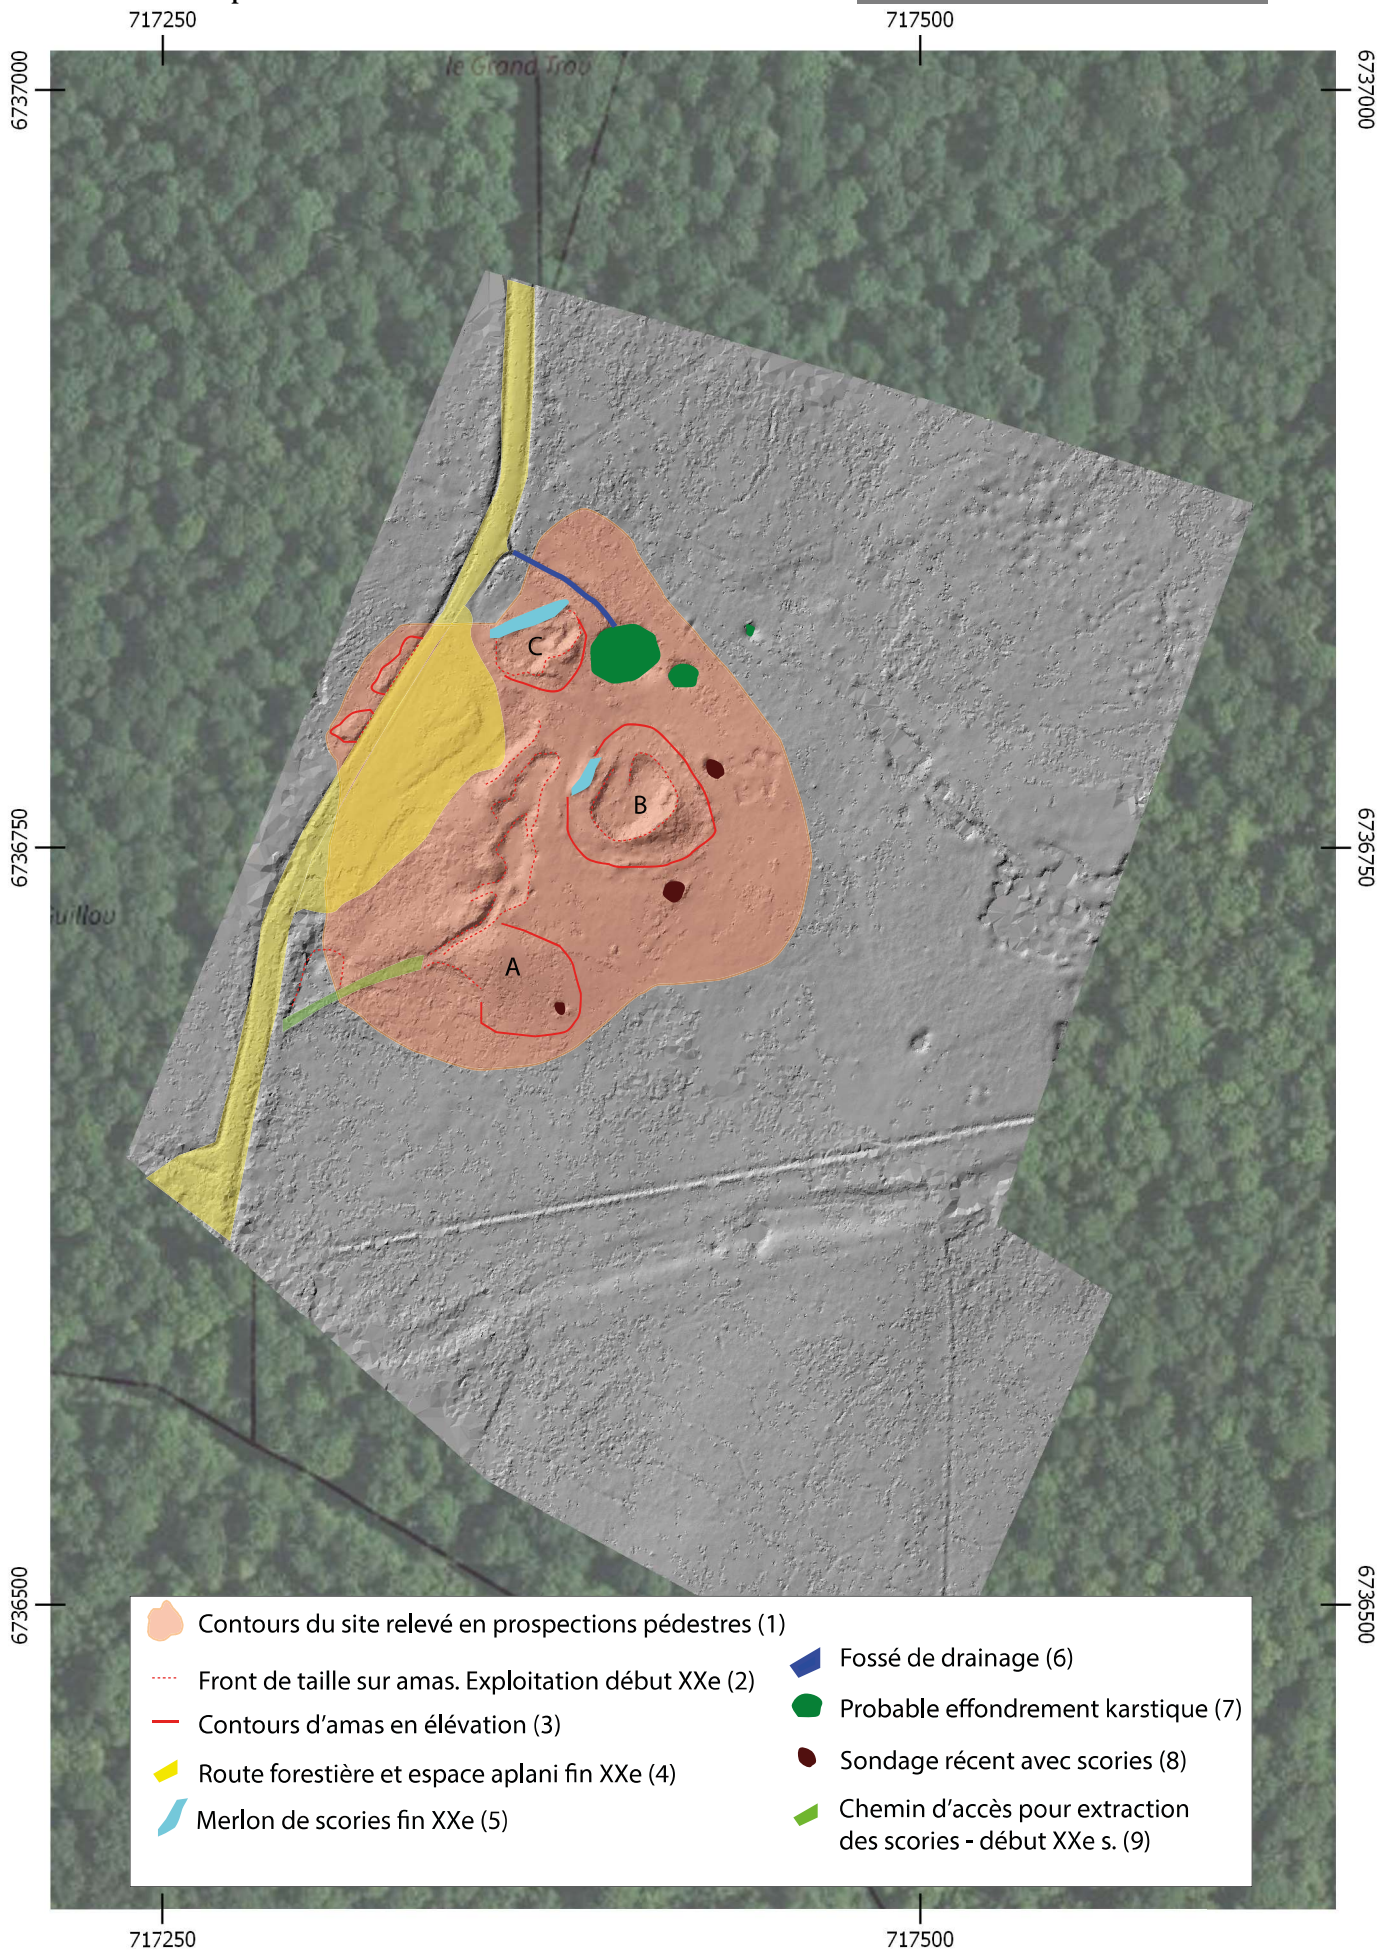 717250
717500
6737000
6737000
le Grand Trou
C
B
6736750
6736750
uillou
A
6736500
6736500
Contours du site relevé en prospections pédestres (1)
Front de taille sur amas. Exploitation début XXe (2)
Contours d'amas en élévation (3)
Route forestière et espace aplani fin XXe (4)
Merlon de scories fin XXe (5)
Fossé de drainage (6)
Probable effondrement karstique (7)
Sondage récent avec scories (8)
Chemin d'accès pour extraction
des scories - début XXe s. (9)
717250
717500